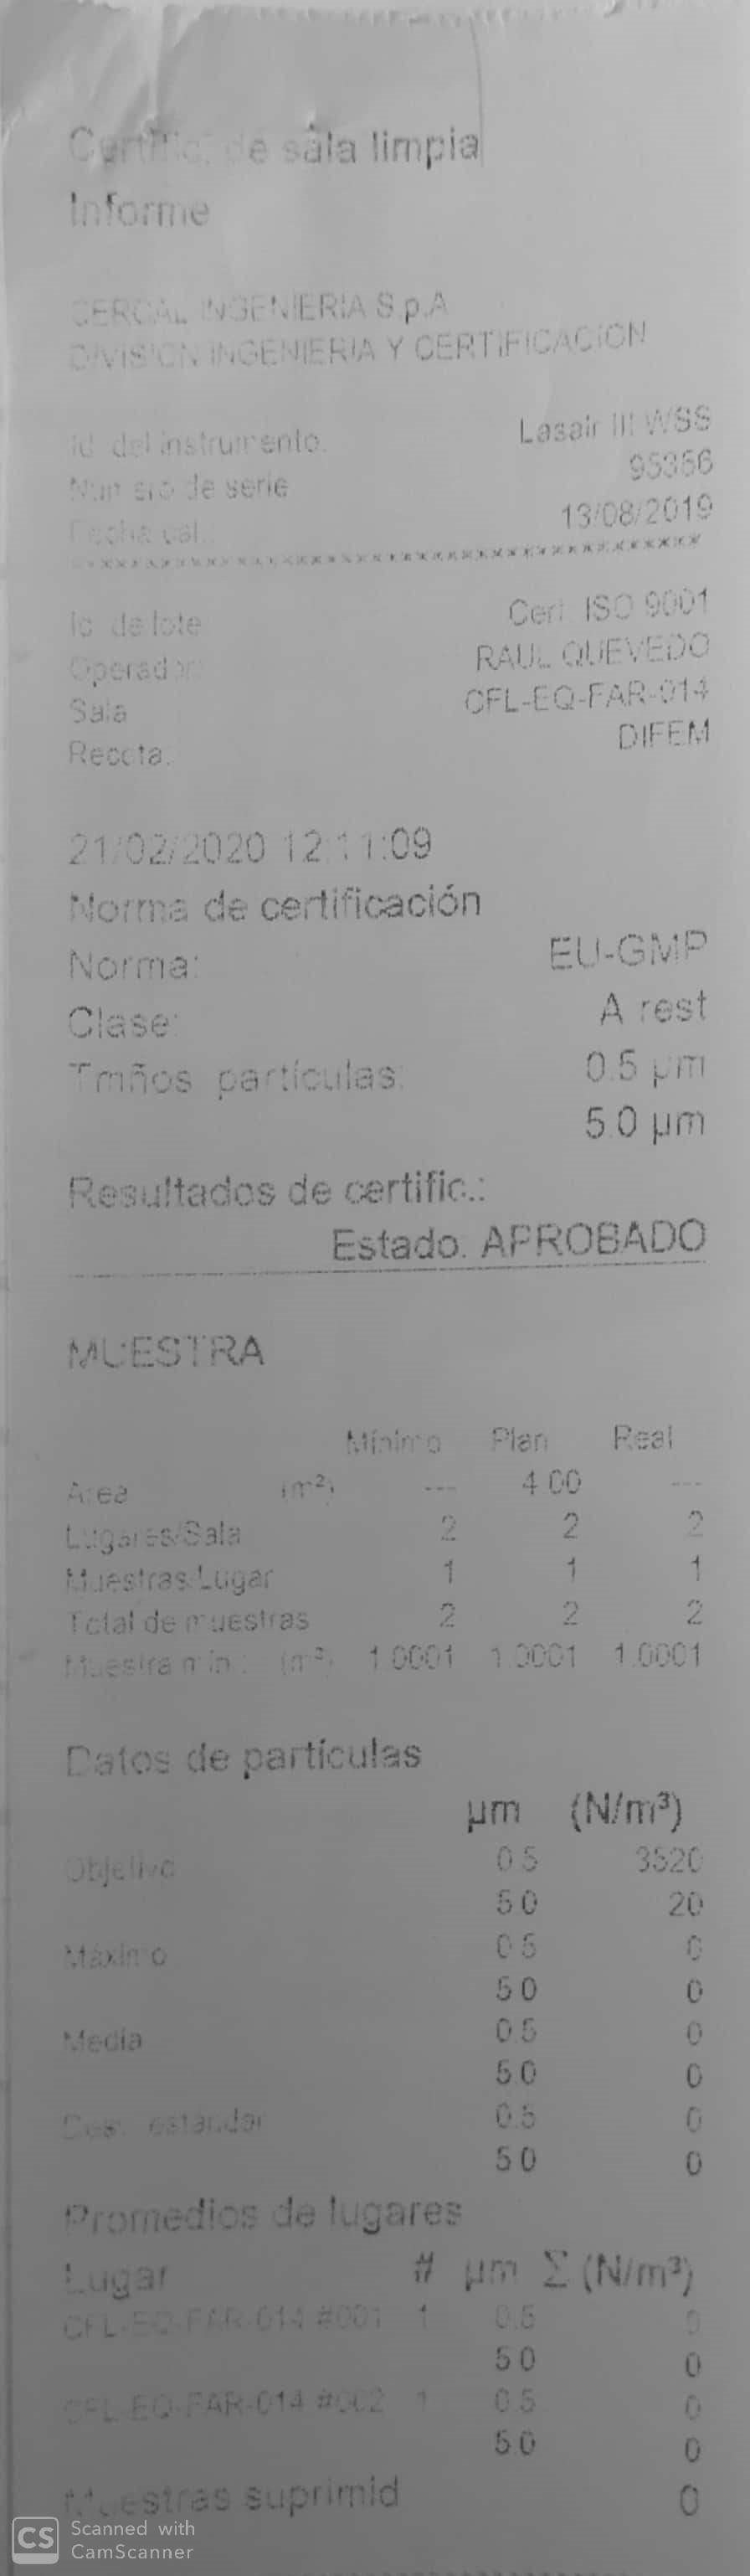 Certific. de sala limpia
Informe
CERCAL INGENIERIA S.p.A
DIVISION INGENIERIA Y CERTIFICACION
Id. del instrumento: Lasair III WSS
Número de serie 95356
Fecha cal.: 13/08/2019
Id. de lote Cert. ISO 9001
Operador: RAUL QUEVEDO
Sala CFL-EQ-FAR-014
Receta: DIFEM
21/02/2020 12:11:09
Norma de certificación
Norma: EU-GMP
Clase: A rest
Tmños partículas: 0.5 µm
5.0 µm
Resultados de certific.:
Estado: APROBADO
MUESTRA
Mínimo Plan Real
Area (m²) --- 4.00 ---
Lugares/Sala 2 2 2
Muestras/Lugar 1 1 1
Total de muestras 2 2 2
Muestra mín.: (m³) 1.0001 1.0001 1.0001
Datos de partículas
µm (N/m³)
Objetivo 0.5 3520
5.0 20
Máximo 0.5 0
5.0 0
Media 0.5 0
5.0 0
Desv. estándar 0.5 0
5.0 0
Promedios de lugares
Lugar # µm Σ (N/m³)
CFL-EQ-FAR-014 #001 1 0.5 0
5.0 0
CFL-EQ-FAR-014 #002 1 0.5 0
5.0 0
Muestras suprimid 0
CS Scanned with
CamScanner